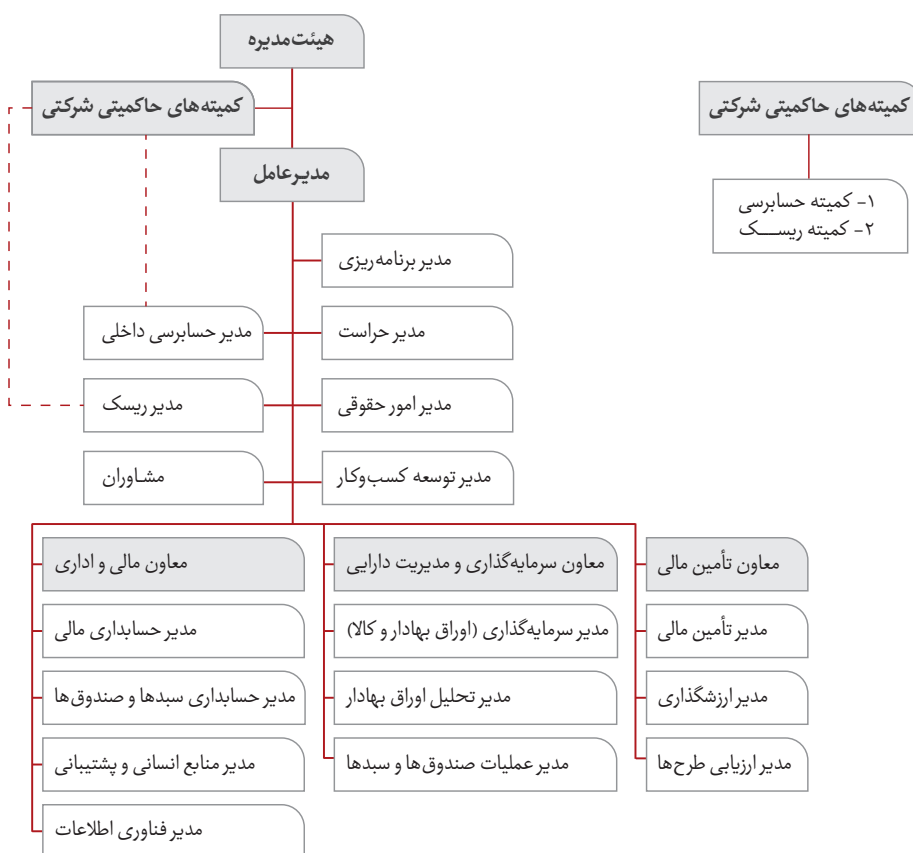 هیئت‌مدیره
کمیته‌های حاکمیتی شرکتی
کمیته‌های حاکمیتی شرکتی
۱- کمیته حسابرسی
۲- کمیته ریســـک
مدیرعامل
مدیر برنامه‌ریزی
مدیر حراست
مدیر حسابرسی داخلی
مدیر امور حقوقی
مدیر ریسک
مدیر توسعه کسب‌وکار
مشاوران
معاون تأمین مالی
مدیر تأمین مالی
مدیر ارزشگذاری
مدیر ارزیابی طرح‌ها
معاون سرمایه‌گذاری و مدیریت دارایی
مدیر سرمایه‌گذاری (اوراق بهادار و کالا)
مدیر تحلیل اوراق بهادار
مدیر عملیات صندوق‌ها و سبدها
معاون مالی و اداری
مدیر حسابداری مالی
مدیر حسابداری سبدها و صندوق‌ها
مدیر منابع انسانی و پشتیبانی
مدیر فناوری اطلاعات